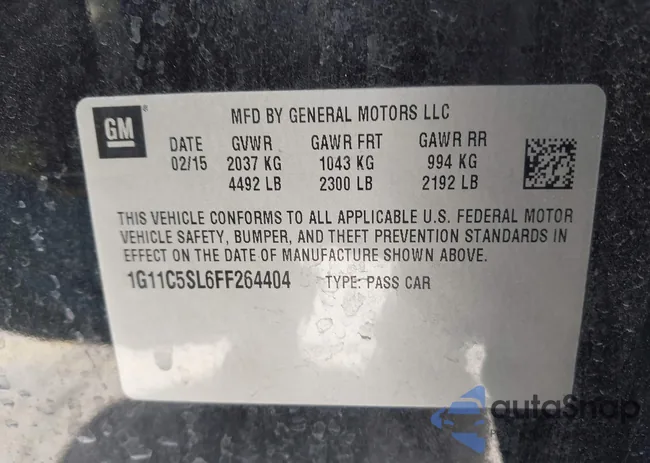 GM
MFD BY GENERAL MOTORS LLC
DATE GVWR GAWR FRT GAWR RR
02/15 2037 KG 1043 KG 994 KG
4492 LB 2300 LB 2192 LB
THIS VEHICLE CONFORMS TO ALL APPLICABLE U.S. FEDERAL MOTOR
VEHICLE SAFETY, BUMPER, AND THEFT PREVENTION STANDARDS IN
EFFECT ON THE DATE OF MANUFACTURE SHOWN ABOVE.
1G11C5SL6FF264404 TYPE: PASS CAR
autaShop